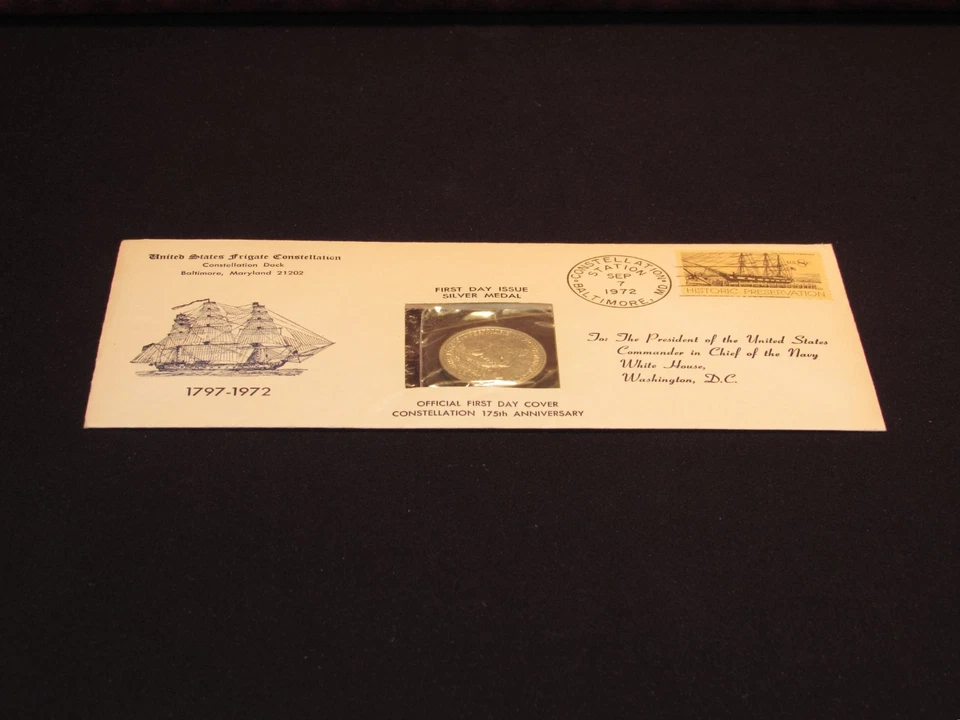 United States Frigate Constellation
Constellation Dock
Baltimore, Maryland 21202
1797-1972
FIRST DAY ISSUE
SILVER MEDAL
OFFICIAL FIRST DAY COVER
CONSTELLATION 175th ANNIVERSARY
CONSTELLATION
STATION
SEP
7
1972
BALTIMORE, MD
US 8c
HISTORIC PRESERVATION
To: The President of the United States
Commander in Chief of the Navy
White House,
Washington, D.C.